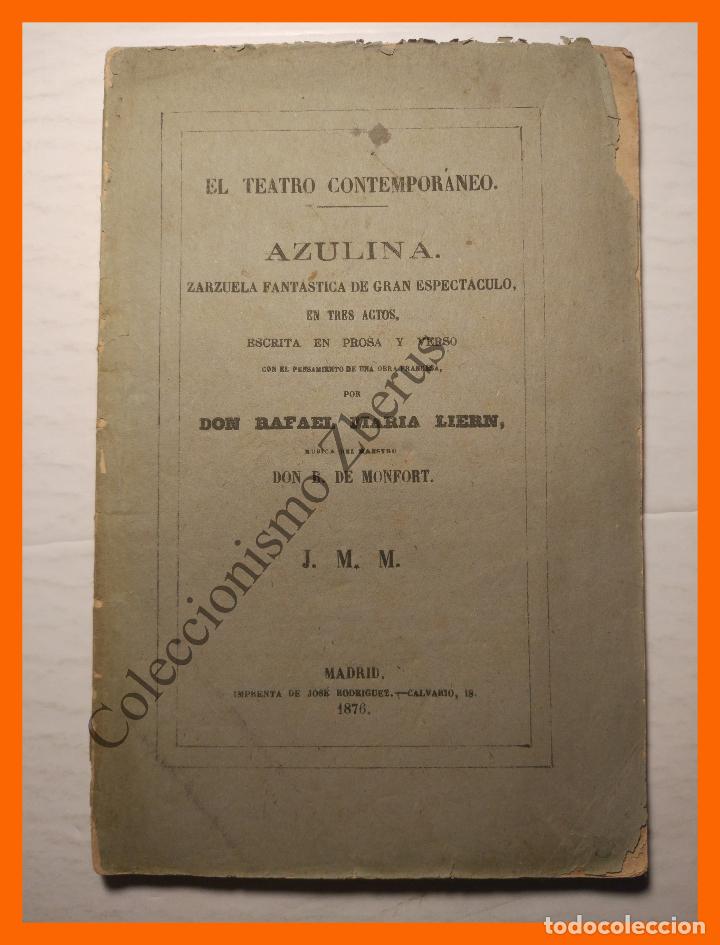 EL TEATRO CONTEMPORÁNEO.
AZULINA.
ZARZUELA FANTASTICA DE GRAN ESPECTACULO,
EN TRES ACTOS,
ESCRITA EN PROSA Y VERSO
CON EL PENSAMIENTO DE UNA OBRA FRANCESA,
POR
DON RAFAEL MARIA LIERN,
MUSICA DEL MAESTRO
DON B. DE MONFORT.
J. M. M.
MADRID.
IMPRENTA DE JOSÉ RODRIGUEZ.—CALVARIO, 18.
1876.
Coleccionismo Zberus
todocoleccion